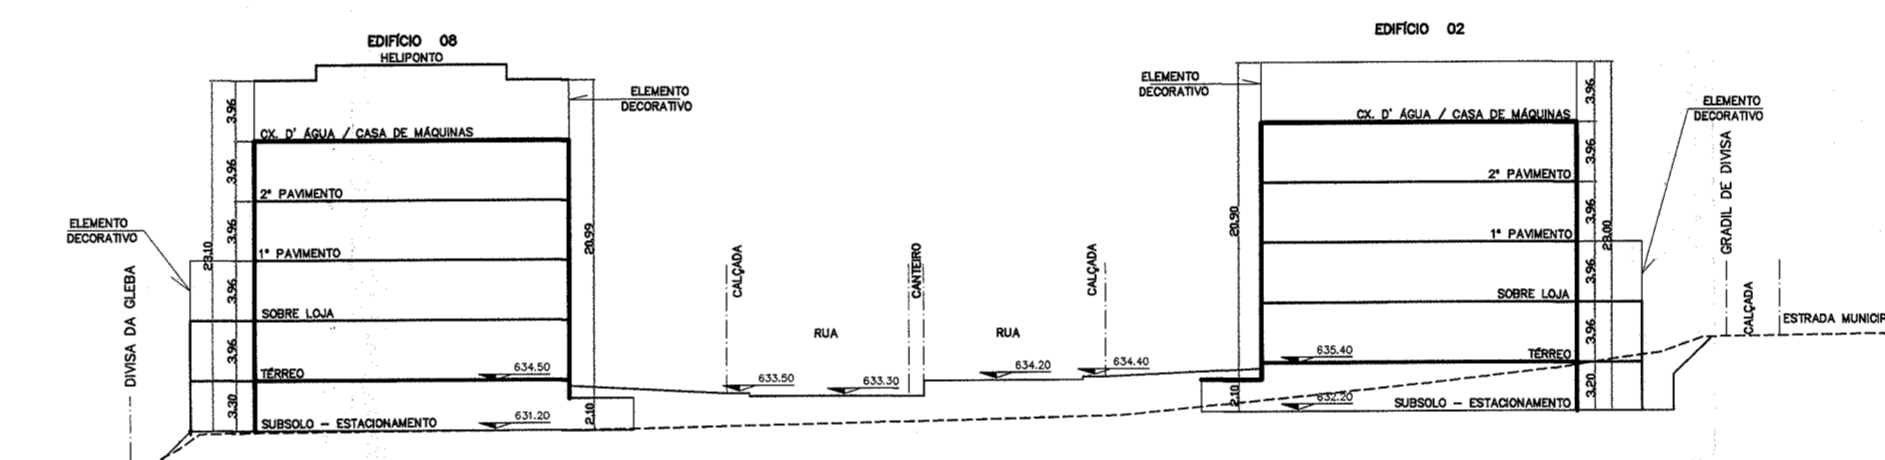 EDIFÍCIO 08
HELIPONTO
ELEMENTO
DECORATIVO
3.96
CX. D' ÁGUA / CASA DE MÁQUINAS
3.96
2º PAVIMENTO
ELEMENTO
DECORATIVO
23.10
3.96
20.99
1º PAVIMENTO
DIVISA DA GLEBA
3.96
SOBRE LOJA
3.96
TÉRREO
634.50
3.30
SUBSOLO - ESTACIONAMENTO
631.20
2.10
CALÇADA
RUA
633.50
633.30
CANTEIRO
RUA
634.20
CALÇADA
634.40
EDIFÍCIO 02
ELEMENTO
DECORATIVO
3.96
CX. D' ÁGUA / CASA DE MÁQUINAS
ELEMENTO
DECORATIVO
3.96
2º PAVIMENTO
20.90
3.96
23.00
1º PAVIMENTO
GRADIL DE DIVISA
3.96
SOBRE LOJA
CALÇADA
ESTRADA MUNICIP
3.96
635.40
TÉRREO
2.10
632.20
3.20
SUBSOLO - ESTACIONAMENTO